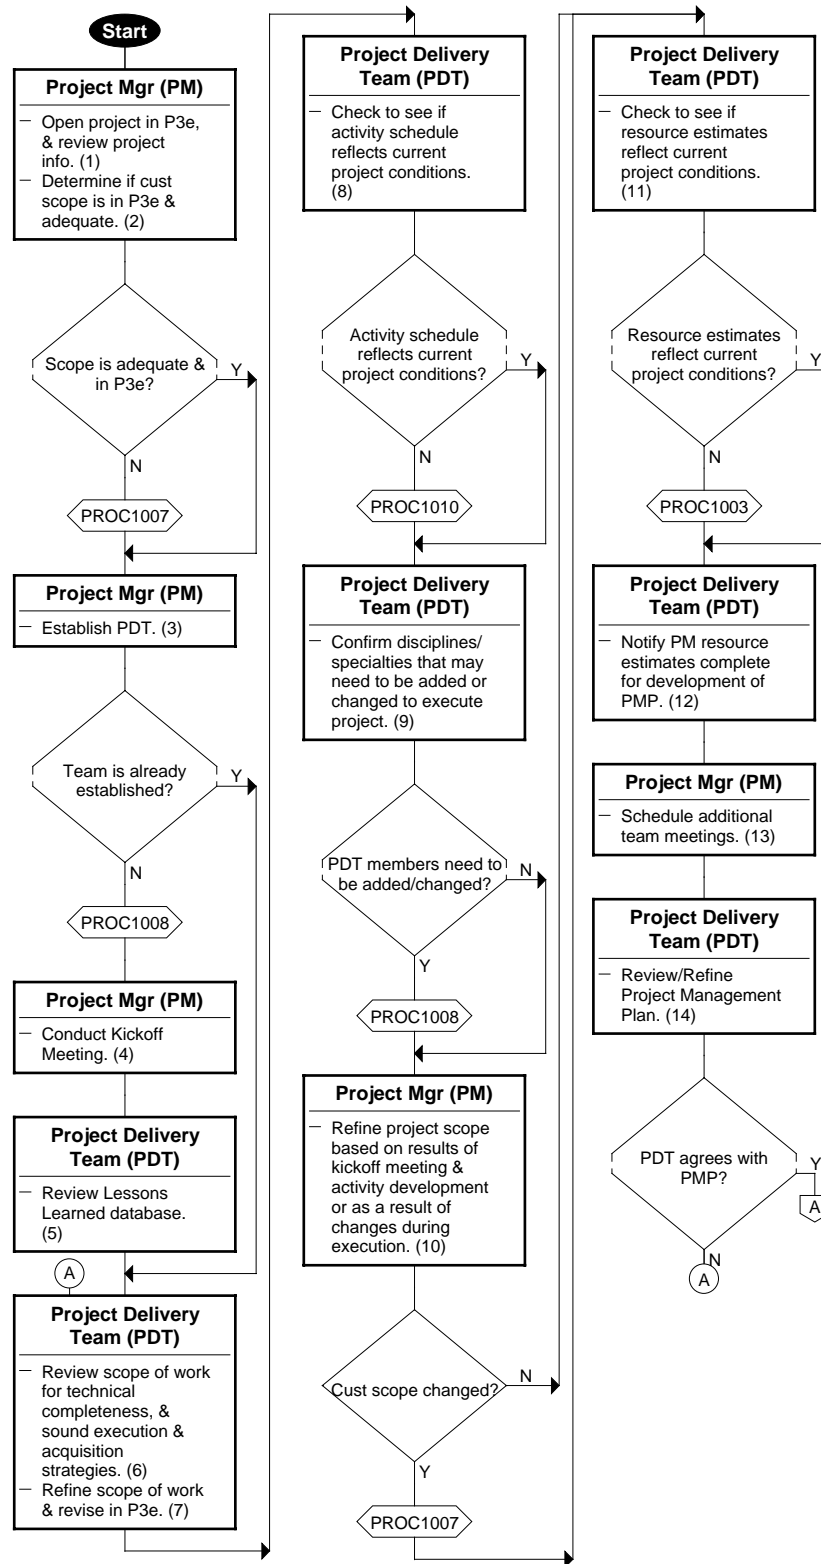 Start
Project Mgr (PM)
– Open project in P3e,
& review project
info. (1)
– Determine if cust
scope is in P3e &
adequate. (2)
Scope is adequate &
in P3e?
Y
N
PROC1007
Project Mgr (PM)
– Establish PDT. (3)
Team is already
established?
Y
N
PROC1008
Project Mgr (PM)
– Conduct Kickoff
Meeting. (4)
Project Delivery
Team (PDT)
– Review Lessons
Learned database.
(5)
A
Project Delivery
Team (PDT)
– Review scope of work
for technical
completeness, &
sound execution &
acquisition
strategies. (6)
– Refine scope of work
& revise in P3e. (7)
Project Delivery
Team (PDT)
– Check to see if
activity schedule
reflects current
project conditions.
(8)
Activity schedule
reflects current
project conditions?
Y
N
PROC1010
Project Delivery
Team (PDT)
– Confirm disciplines/
specialties that may
need to be added or
changed to execute
project. (9)
PDT members need to
be added/changed?
N
Y
PROC1008
Project Mgr (PM)
– Refine project scope
based on results of
kickoff meeting &
activity development
or as a result of
changes during
execution. (10)
Cust scope changed?
N
Y
PROC1007
Project Delivery
Team (PDT)
– Check to see if
resource estimates
reflect current
project conditions.
(11)
Resource estimates
reflect current
project conditions?
Y
N
PROC1003
Project Delivery
Team (PDT)
– Notify PM resource
estimates complete
for development of
PMP. (12)
Project Mgr (PM)
– Schedule additional
team meetings. (13)
Project Delivery
Team (PDT)
– Review/Refine
Project Management
Plan. (14)
PDT agrees with
PMP?
Y
A
N
A